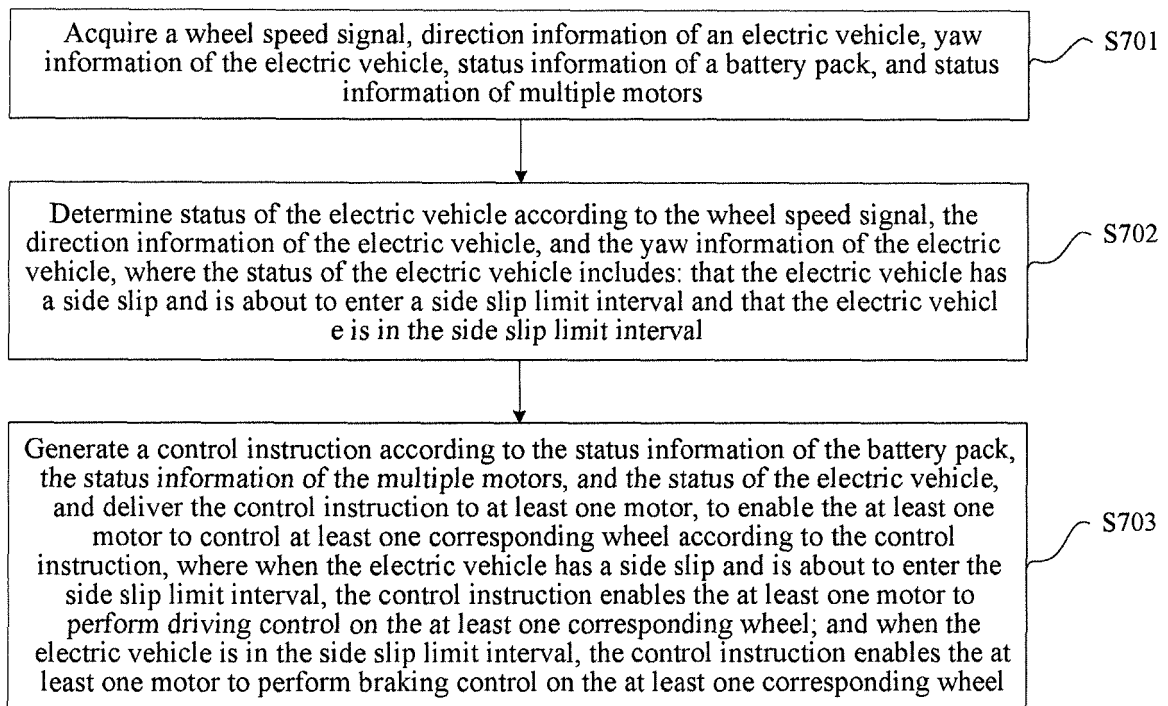 Acquire a wheel speed signal, direction information of an electric vehicle, yaw
information of the electric vehicle, status information of a battery pack, and status
information of multiple motors
S701
Determine status of the electric vehicle according to the wheel speed signal, the
direction information of the electric vehicle, and the yaw information of the electric
vehicle, where the status of the electric vehicle includes: that the electric vehicle has
a side slip and is about to enter a side slip limit interval and that the electric vehicl
e is in the side slip limit interval
S702
Generate a control instruction according to the status information of the battery pack,
the status information of the multiple motors, and the status of the electric vehicle,
and deliver the control instruction to at least one motor, to enable the at least one
motor to control at least one corresponding wheel according to the control
instruction, where when the electric vehicle has a side slip and is about to enter the
side slip limit interval, the control instruction enables the at least one motor to
perform driving control on the at least one corresponding wheel; and when the
electric vehicle is in the side slip limit interval, the control instruction enables the at
least one motor to perform braking control on the at least one corresponding wheel
S703